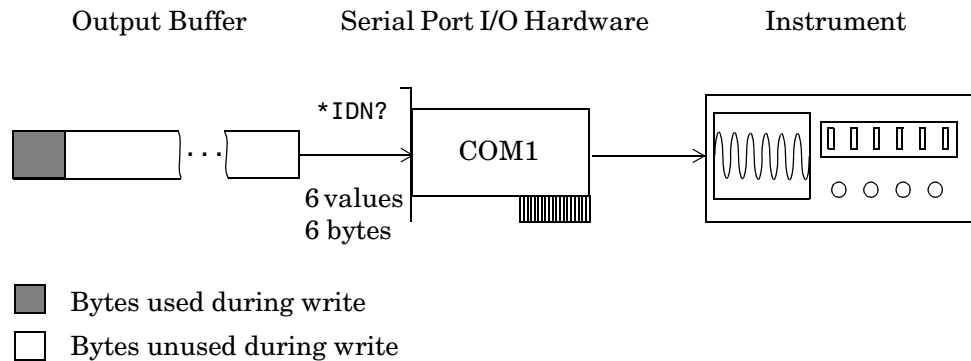 Output Buffer
Serial Port I/O Hardware
Instrument
*IDN?
...
COM1
6 values
6 bytes
Bytes used during write
Bytes unused during write